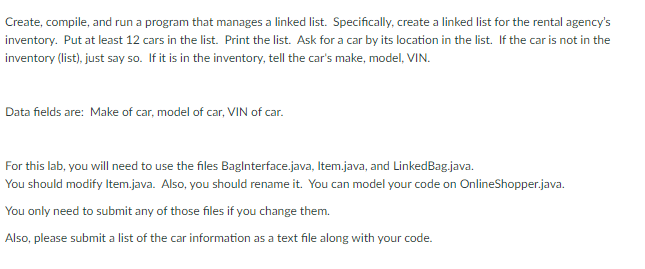 Create, compile, and run a program that manages a linked list.  Specifically, create a linked list for the rental agency's
inventory.  Put at least 12 cars in the list.  Print the list.  Ask for a car by its location in the list.  If the car is not in the
inventory (list), just say so.  If it is in the inventory, tell the car's make, model, VIN.
Data fields are:  Make of car, model of car, VIN of car.
For this lab, you will need to use the files BagInterface.java, Item.java, and LinkedBag.java.
You should modify Item.java.  Also, you should rename it.  You can model your code on OnlineShopper.java.
You only need to submit any of those files if you change them.
Also, please submit a list of the car information as a text file along with your code.